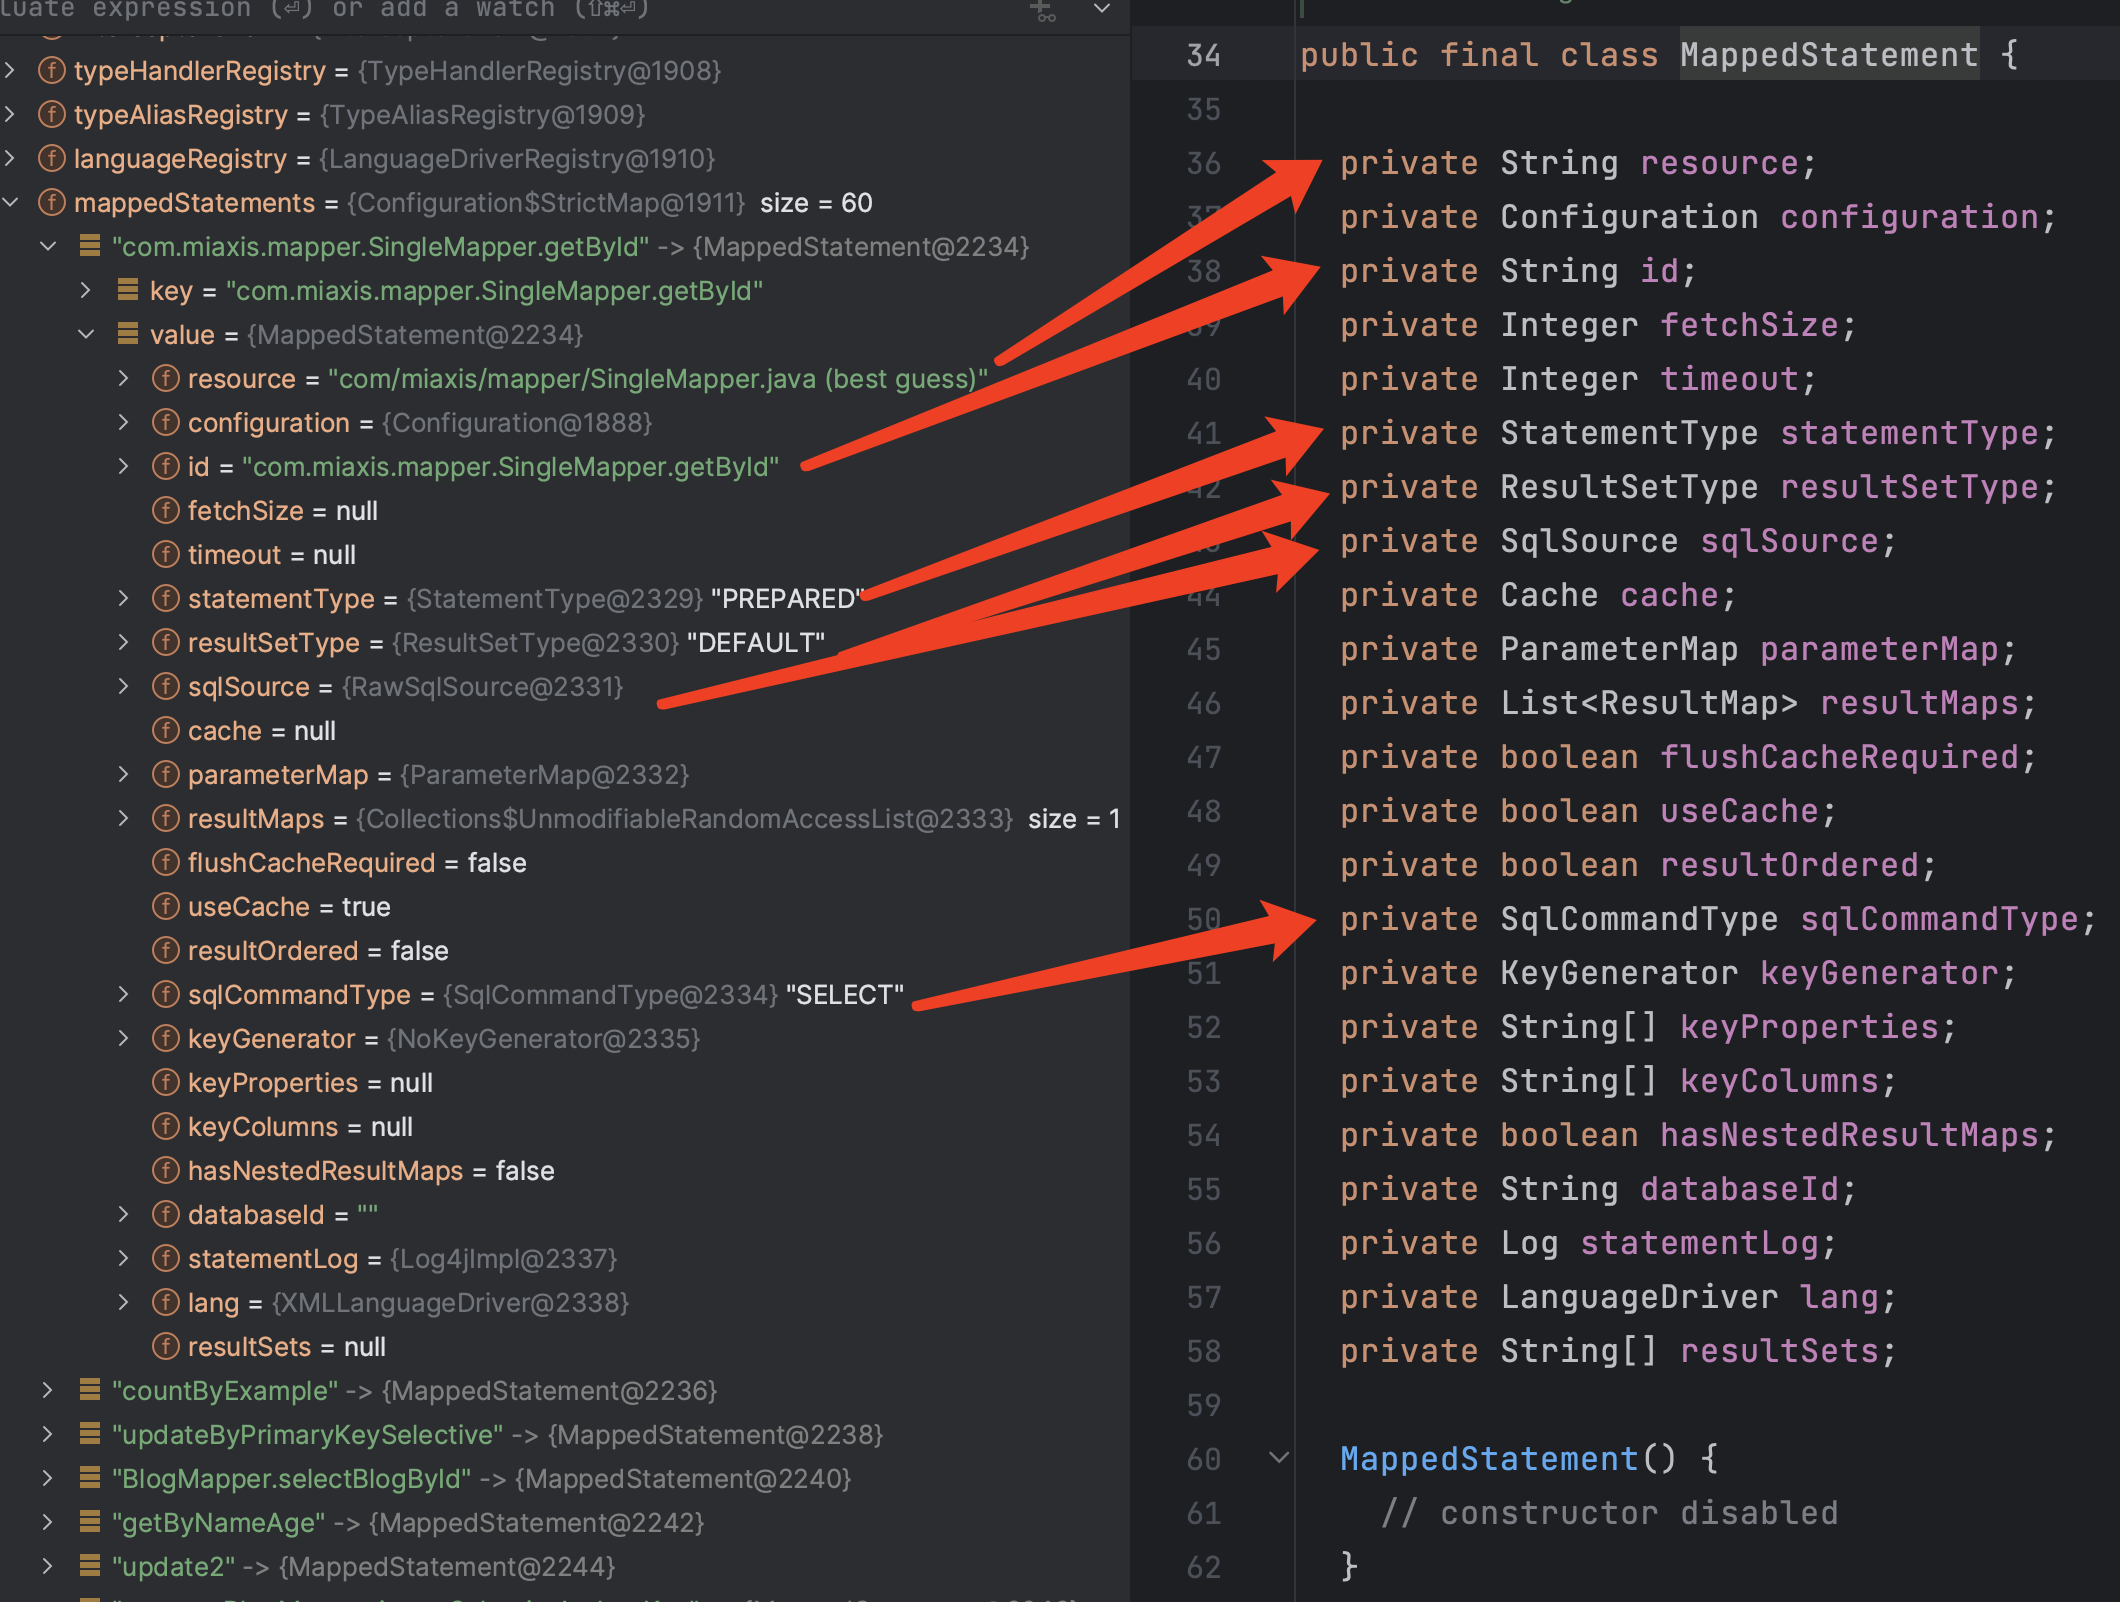 luate expression (⏎) or add a watch (⇧⌘⏎)
typeHandlerRegistry = {TypeHandlerRegistry@1908}
typeAliasRegistry = {TypeAliasRegistry@1909}
languageRegistry = {LanguageDriverRegistry@1910}
mappedStatements = {Configuration$StrictMap@1911} size = 60
"com.miaxis.mapper.SingleMapper.getById" -> {MappedStatement@2234}
key = "com.miaxis.mapper.SingleMapper.getById"
value = {MappedStatement@2234}
resource = "com/miaxis/mapper/SingleMapper.java (best guess)"
configuration = {Configuration@1888}
id = "com.miaxis.mapper.SingleMapper.getById"
fetchSize = null
timeout = null
statementType = {StatementType@2329} "PREPARED"
resultSetType = {ResultSetType@2330} "DEFAULT"
sqlSource = {RawSqlSource@2331}
cache = null
parameterMap = {ParameterMap@2332}
resultMaps = {Collections$UnmodifiableRandomAccessList@2333} size = 1
flushCacheRequired = false
useCache = true
resultOrdered = false
sqlCommandType = {SqlCommandType@2334} "SELECT"
keyGenerator = {NoKeyGenerator@2335}
keyProperties = null
keyColumns = null
hasNestedResultMaps = false
databaseId = ""
statementLog = {Log4jImpl@2337}
lang = {XMLLanguageDriver@2338}
resultSets = null
"countByExample" -> {MappedStatement@2236}
"updateByPrimaryKeySelective" -> {MappedStatement@2238}
"BlogMapper.selectBlogById" -> {MappedStatement@2240}
"getByNameAge" -> {MappedStatement@2242}
"update2" -> {MappedStatement@2244}
34 public final class MappedStatement {
35
36 private String resource;
37 private Configuration configuration;
38 private String id;
39 private Integer fetchSize;
40 private Integer timeout;
41 private StatementType statementType;
42 private ResultSetType resultSetType;
private SqlSource sqlSource;
44 private Cache cache;
45 private ParameterMap parameterMap;
46 private List<ResultMap> resultMaps;
47 private boolean flushCacheRequired;
48 private boolean useCache;
49 private boolean resultOrdered;
50 private SqlCommandType sqlCommandType;
51 private KeyGenerator keyGenerator;
52 private String[] keyProperties;
53 private String[] keyColumns;
54 private boolean hasNestedResultMaps;
55 private String databaseId;
56 private Log statementLog;
57 private LanguageDriver lang;
58 private String[] resultSets;
59
60 MappedStatement() {
61 // constructor disabled
62 }